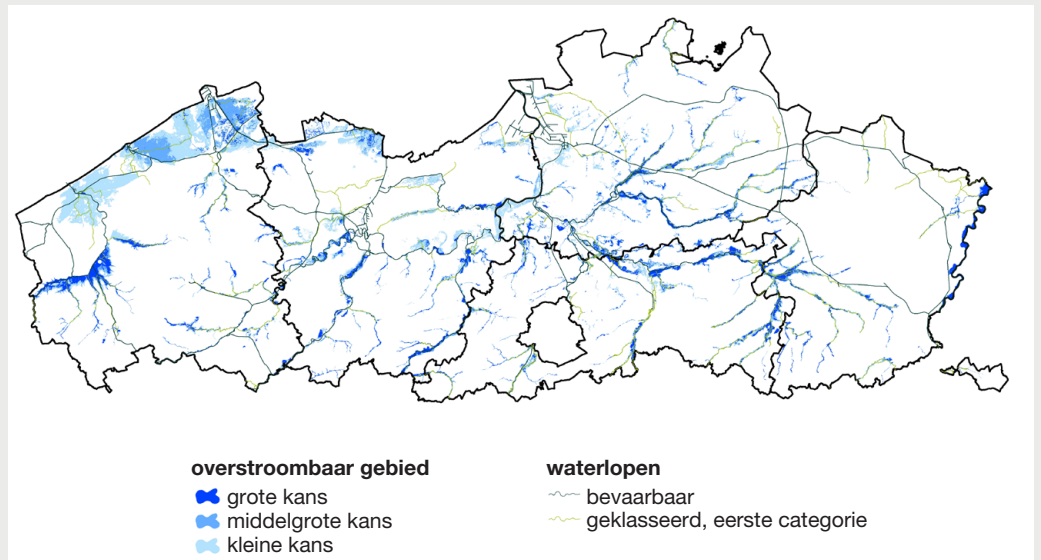 overstroombaar gebied
grote kans
middelgrote kans
kleine kans
waterlopen
bevaarbaar
geklasseerd, eerste categorie